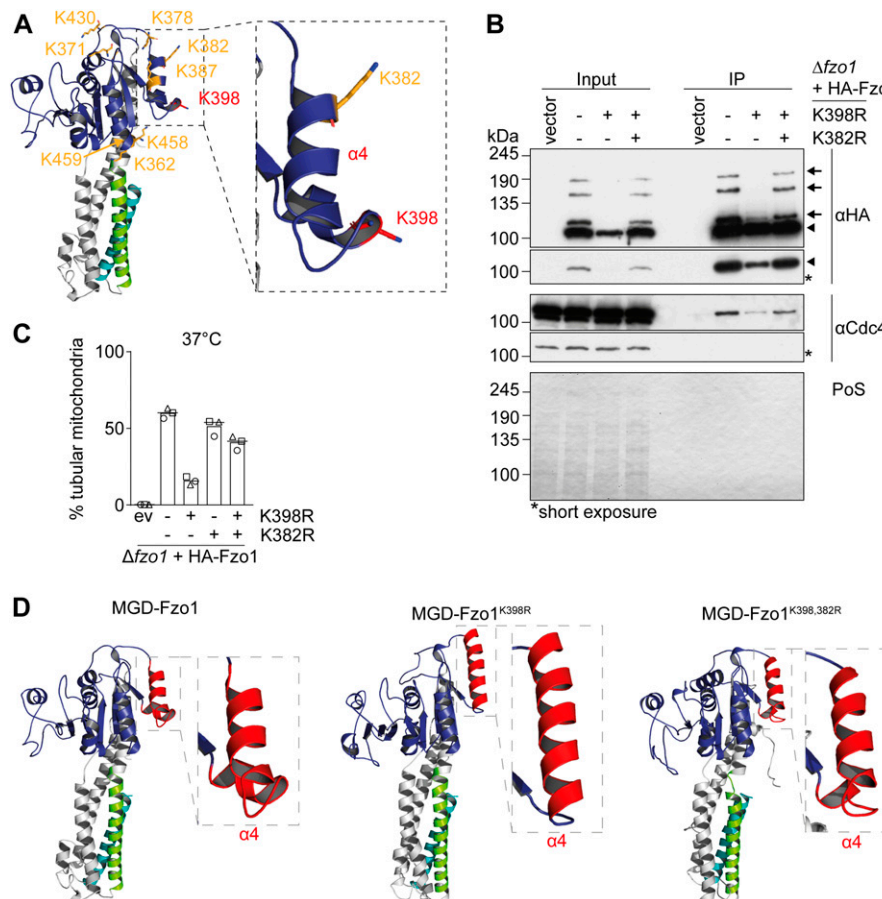 A
K430
K378
K371
K382
K387
K398
K458
K459
K362
K382
α4
K398
B
Input
IP
Δfzo1
+ HA-Fzo
vector
- + +
vector
- + +
K398R
kDa
- - +
- - +
K382R
245
190
135
100
αHA
100
*
100
αCdc4
100
*
245
190
135
100
PoS
*short exposure
C
37°C
% tubular mitochondria
100
50
0
ev - + - + K398R
- - + + K382R
Δfzo1 + HA-Fzo1
D
MGD-Fzo1
MGD-Fzo1K398R
MGD-Fzo1K398,382R
α4
α4
α4